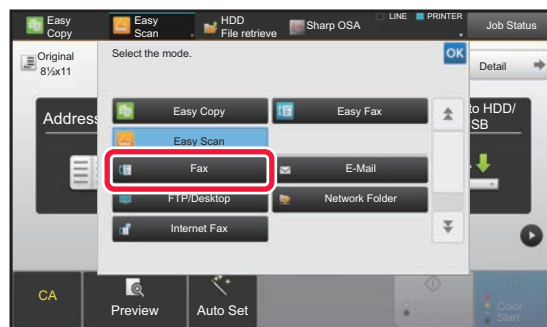 Easy
Copy
Easy
Scan
HDD
File retrieve
Sharp OSA
LINE
PRINTER
Job Status
Original
8½x11
Select the mode.
OK
Detail
Address
to HDD/
SB
Easy Copy
Easy Fax
Easy Scan
Fax
E-Mail
FTP/Desktop
Network Folder
Internet Fax
CA
Preview
Auto Set
Color
Start